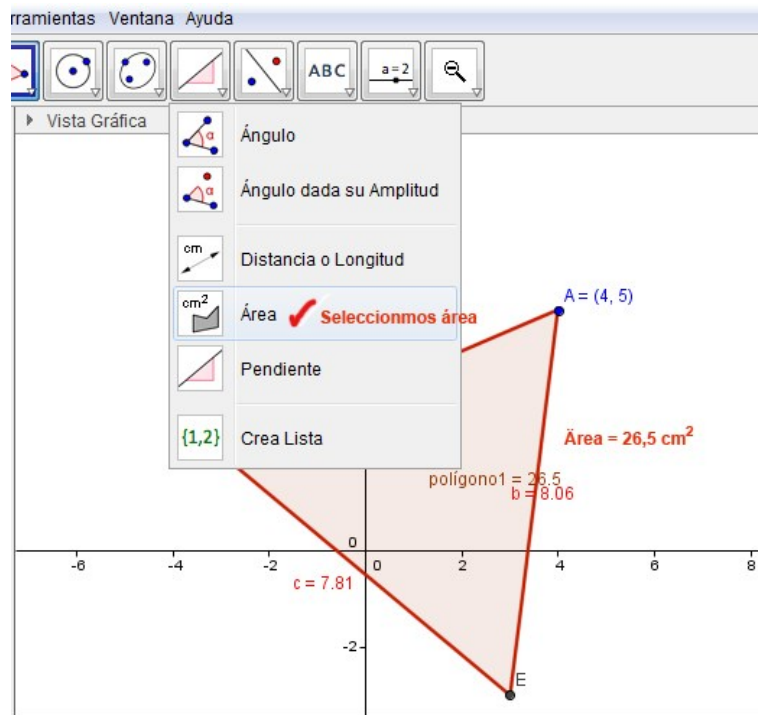 rramientas Ventana Ayuda
ABC
a=2
Vista Gráfica
α
Ángulo
α
Ángulo dada su Amplitud
cm
Distancia o Longitud
cm²
Área
Seleccionmos área
Pendiente
{1,2}
Crea Lista
A = (4, 5)
Ärea = 26,5 cm²
polígono1 = 26.5
b = 8.06
0
-6 -4 -2 0 2 4 6 8
c = 7.81
-2
E